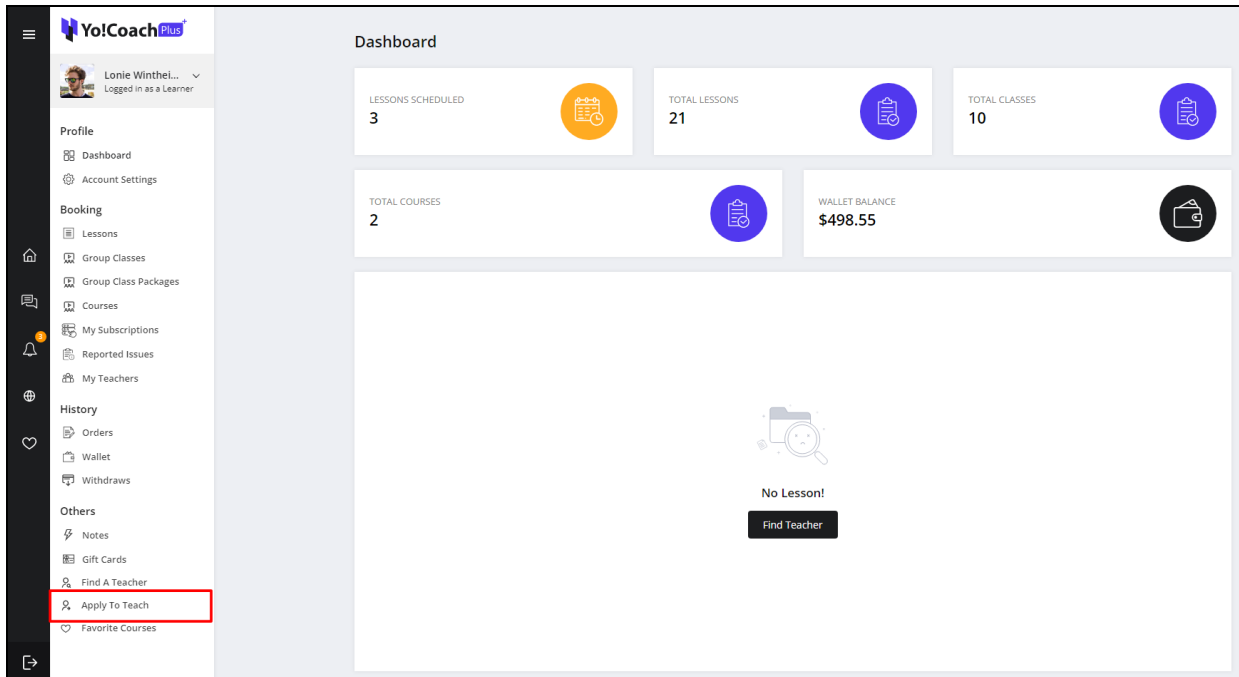 Yo!Coach Plus+
Lonie Winthei...
Logged in as a Learner
Profile
Dashboard
Account Settings
Booking
Lessons
Group Classes
Group Class Packages
Courses
My Subscriptions
3
Reported Issues
My Teachers
History
Orders
Wallet
Withdraws
Others
Notes
Gift Cards
Find A Teacher
Apply To Teach
Favorite Courses
Dashboard
LESSONS SCHEDULED
3
TOTAL LESSONS
21
TOTAL CLASSES
10
TOTAL COURSES
2
WALLET BALANCE
$498.55
No Lesson!
Find Teacher